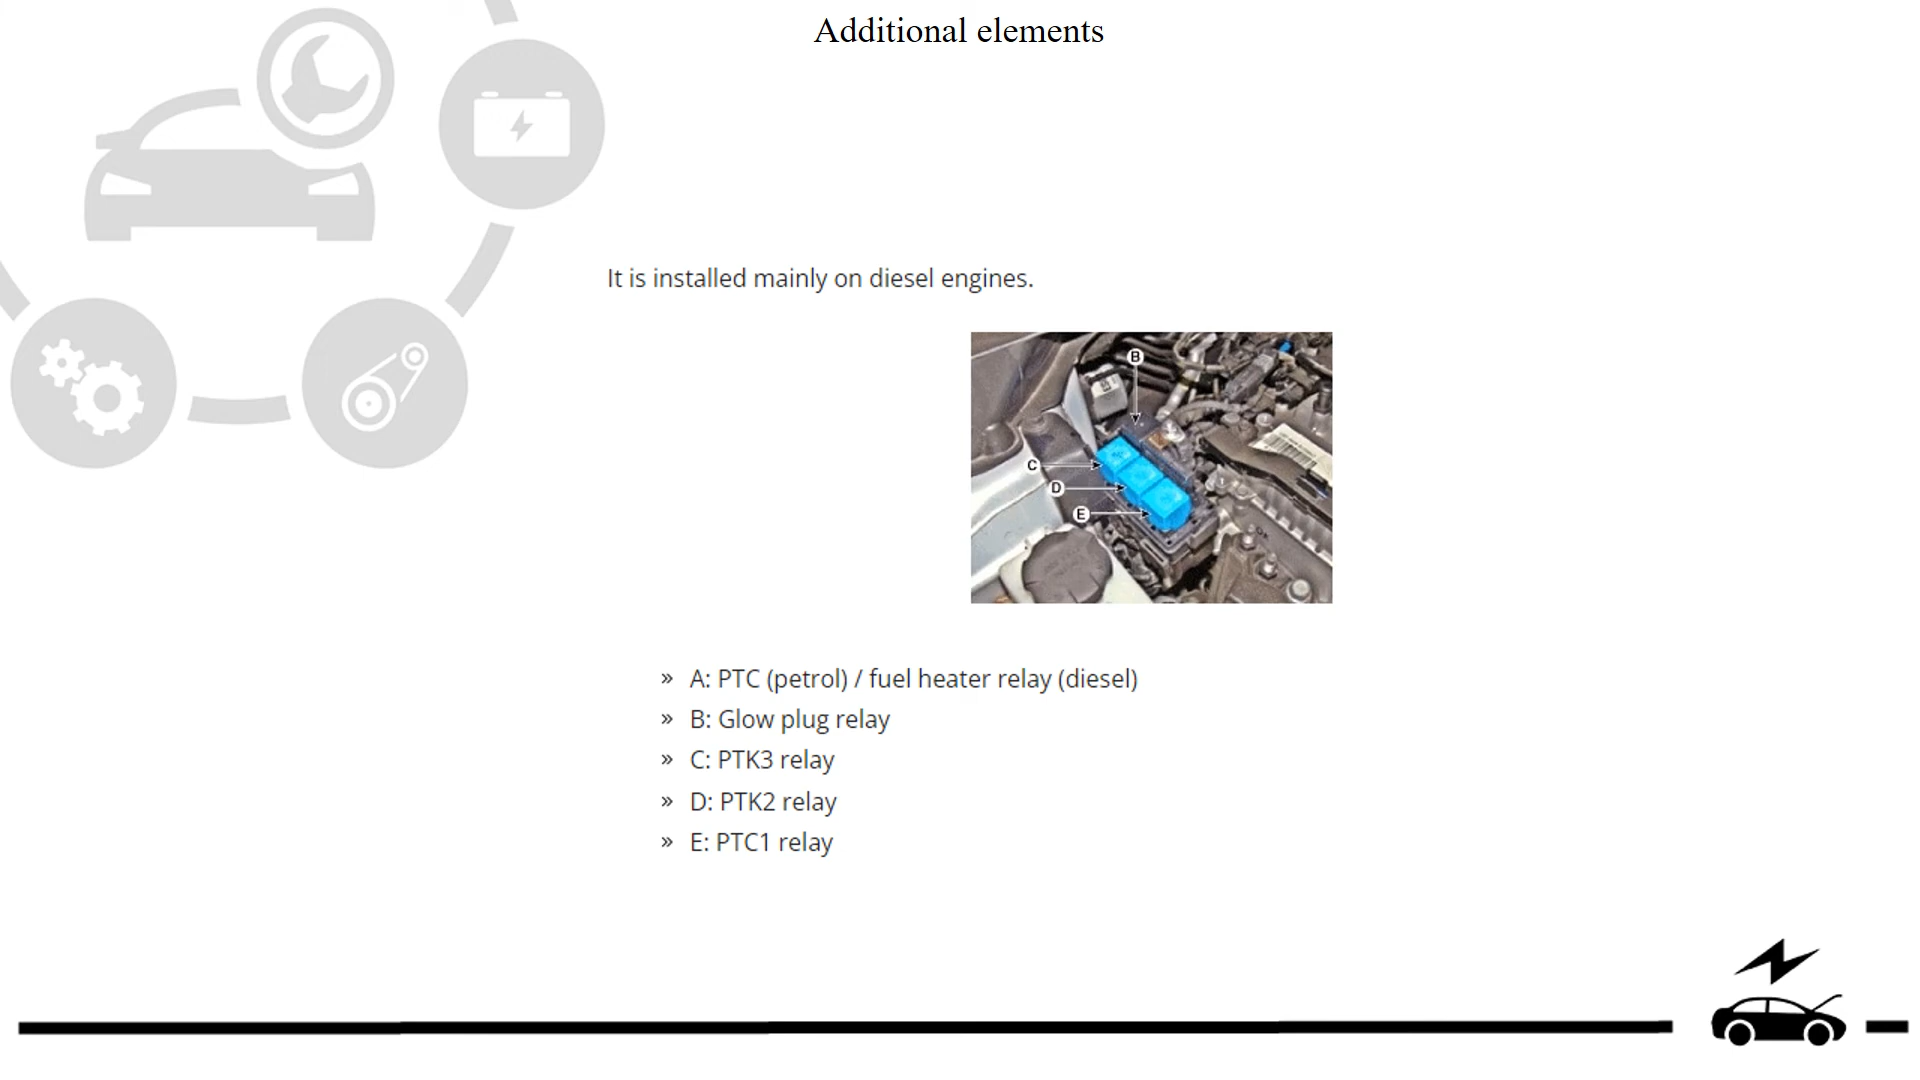 Additional elements
It is installed mainly on diesel engines.
B
C
D
E
» A: PTC (petrol) / fuel heater relay (diesel)
» B: Glow plug relay
» C: PTK3 relay
» D: PTK2 relay
» E: PTC1 relay